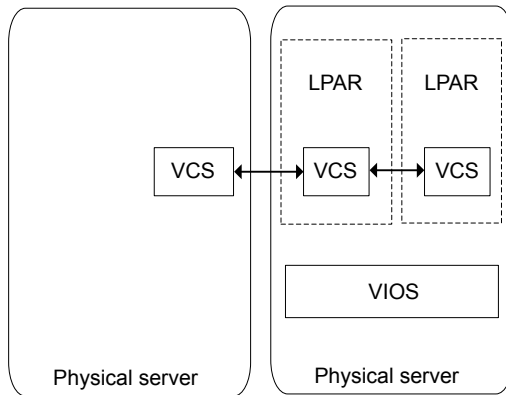 LPAR
LPAR
VCS
VCS
VCS
VIOS
Physical server
Physical server